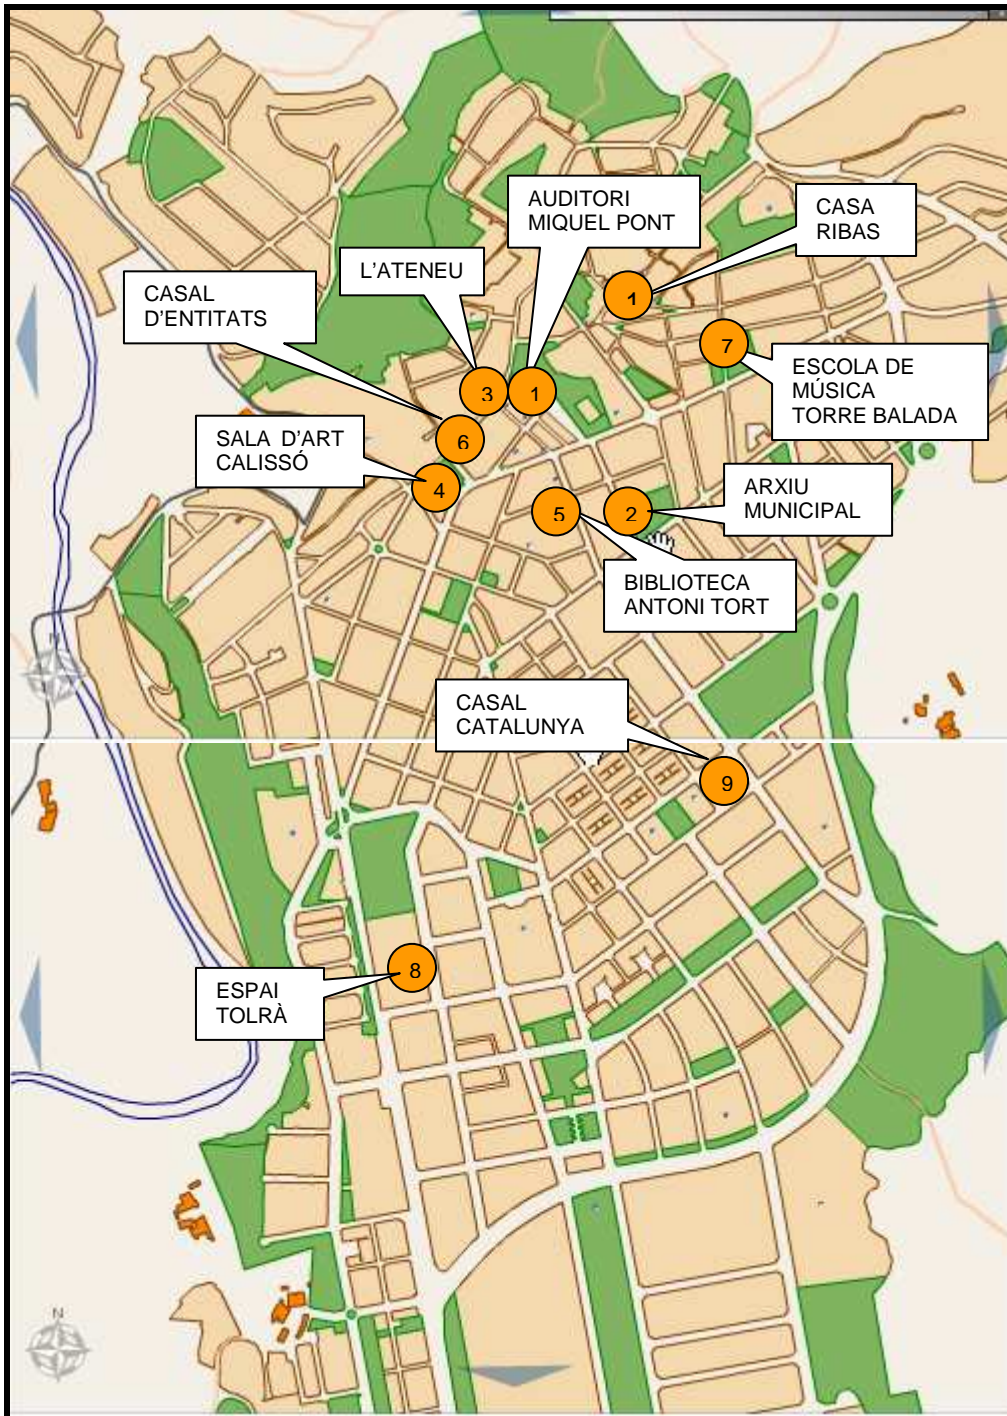 AUDITORI
MIQUEL PONT
CASA
RIBAS
L'ATENEU
CASAL
D'ENTITATS
1
7
ESCOLA DE
MÚSICA
TORRE BALADA
3
1
6
SALA D'ART
CALISSÓ
4
5
2
ARXIU
MUNICIPAL
BIBLIOTECA
ANTONI TORT
N
CASAL
CATALUNYA
9
8
ESPAI
TOLRÀ
N